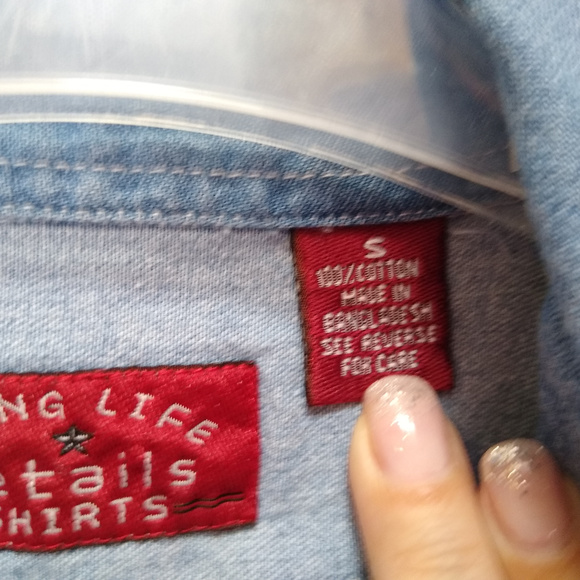 S
100% COTTON
MADE IN
BANGLADESH
SEE REVERSE
FOR CARE
NG LIFE
etails
SHIRTS